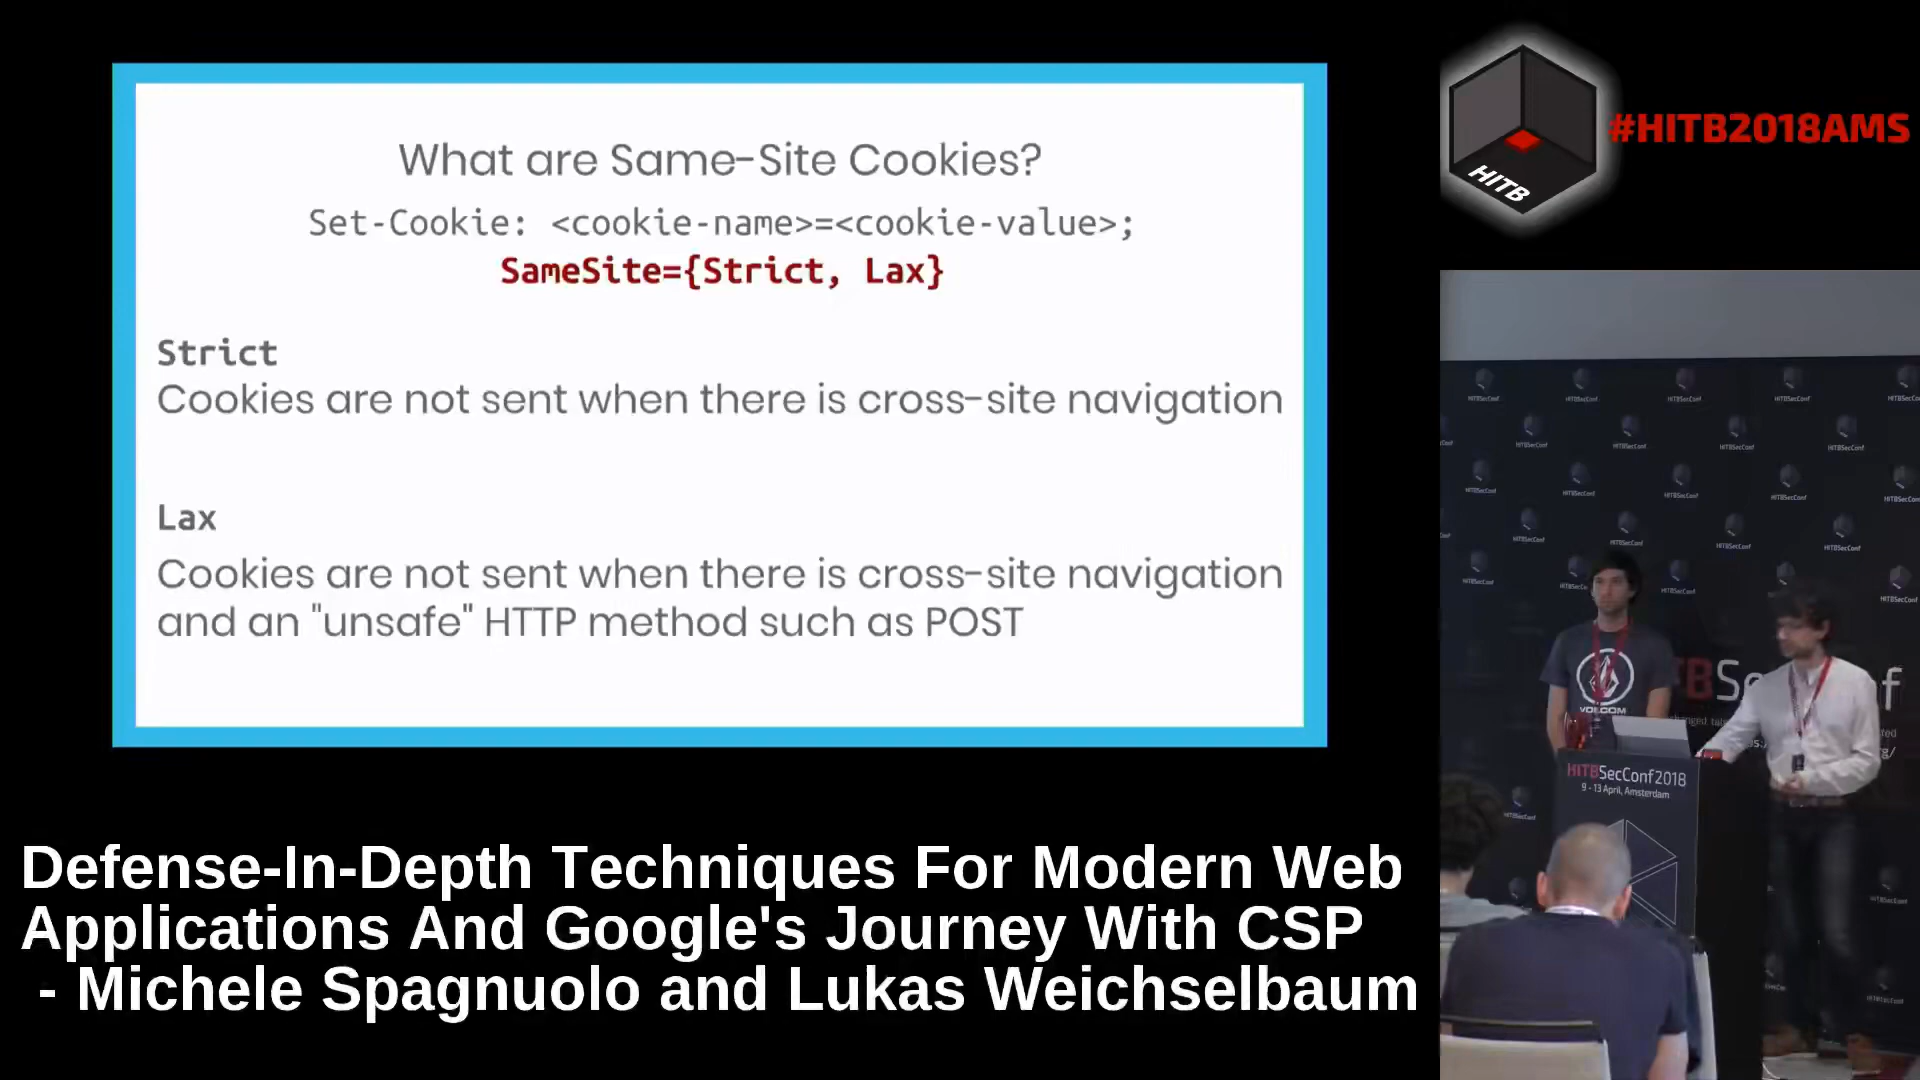 What are Same-Site Cookies?
Set-Cookie: <cookie-name>=<cookie-value>;
SameSite={Strict, Lax}
Strict
Cookies are not sent when there is cross-site navigation
Lax
Cookies are not sent when there is cross-site navigation
and an "unsafe" HTTP method such as POST
HITB
#HITB2018AMS
HITBSecConf
VOLCOM
HITBSecConf2018
9 - 13 April, Amsterdam
Defense-In-Depth Techniques For Modern Web
Applications And Google's Journey With CSP
- Michele Spagnuolo and Lukas Weichselbaum